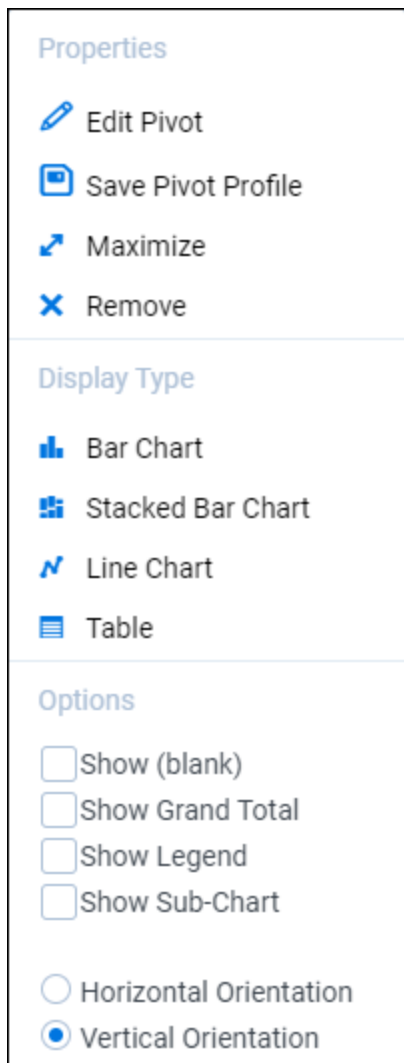 Properties
Edit Pivot
Save Pivot Profile
Maximize
Remove
Display Type
Bar Chart
Stacked Bar Chart
Line Chart
Table
Options
Show (blank)
Show Grand Total
Show Legend
Show Sub-Chart
Horizontal Orientation
Vertical Orientation